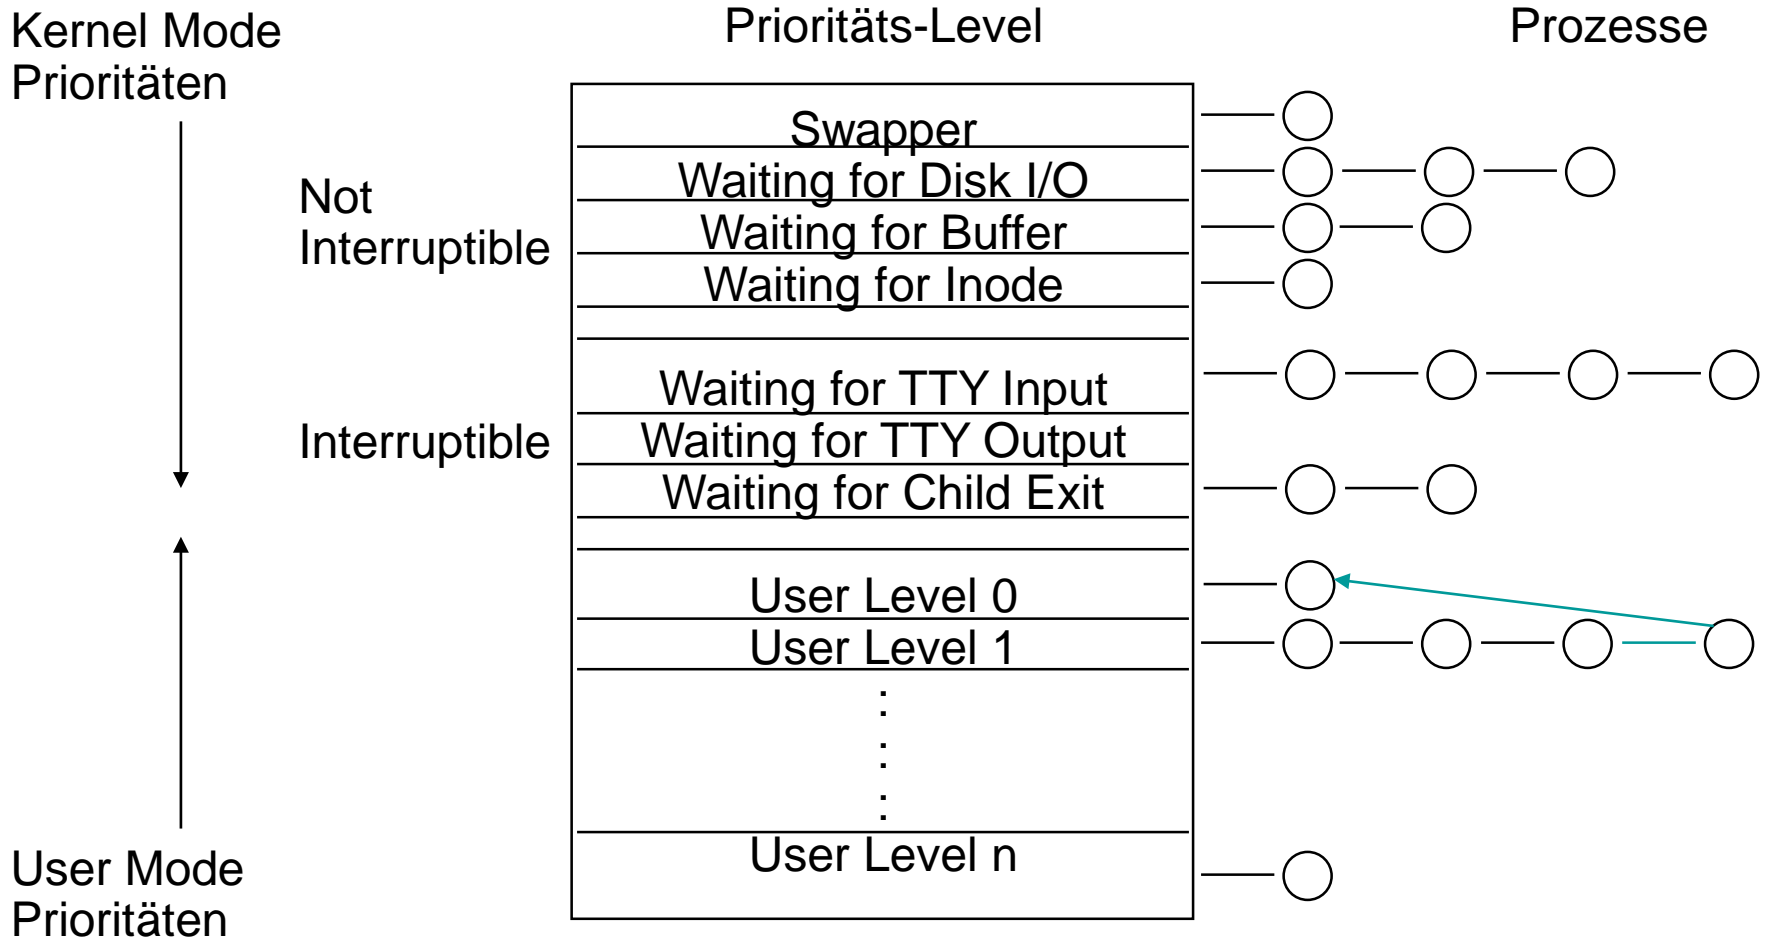 Kernel Mode
Prioritäten
Prioritäts-Level
Prozesse
Swapper
Waiting for Disk I/O
Waiting for Buffer
Waiting for Inode
Not
Interruptible
Waiting for TTY Input
Waiting for TTY Output
Waiting for Child Exit
Interruptible
User Level 0
User Level 1
:
:
:
User Level n
User Mode
Prioritäten